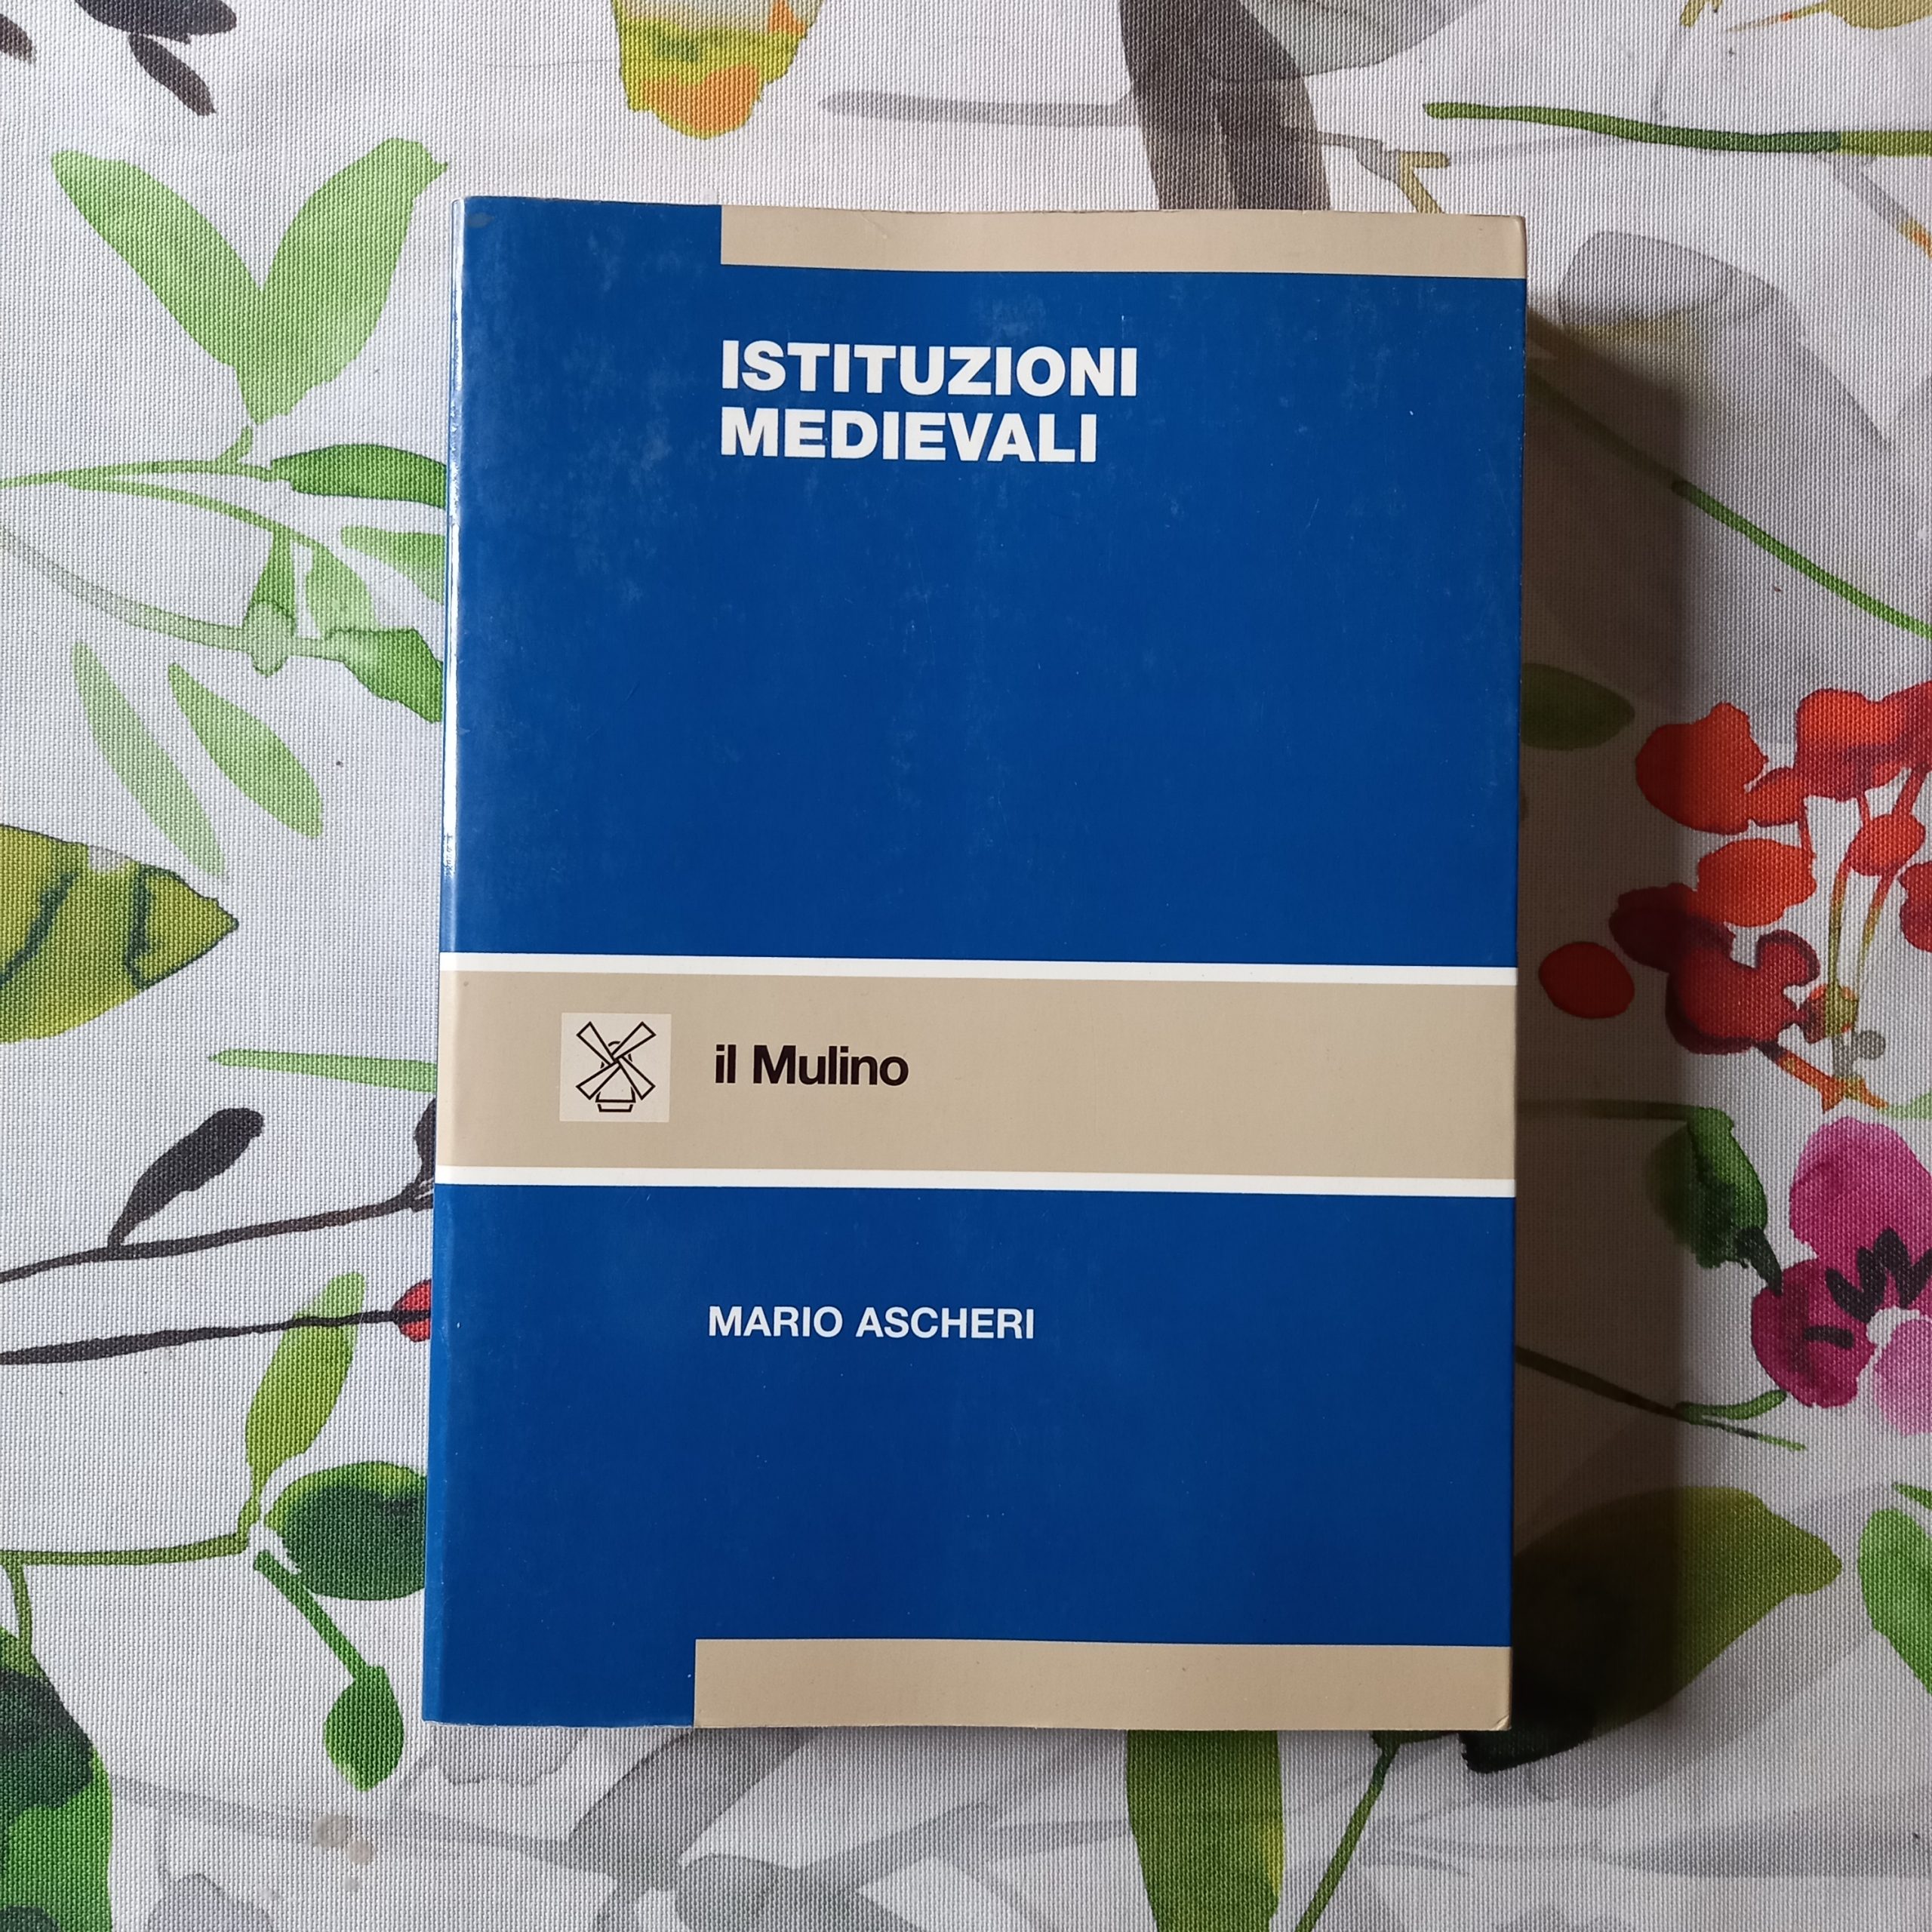 ISTITUZIONI
MEDIEVALI
il Mulino
MARIO ASCHERI